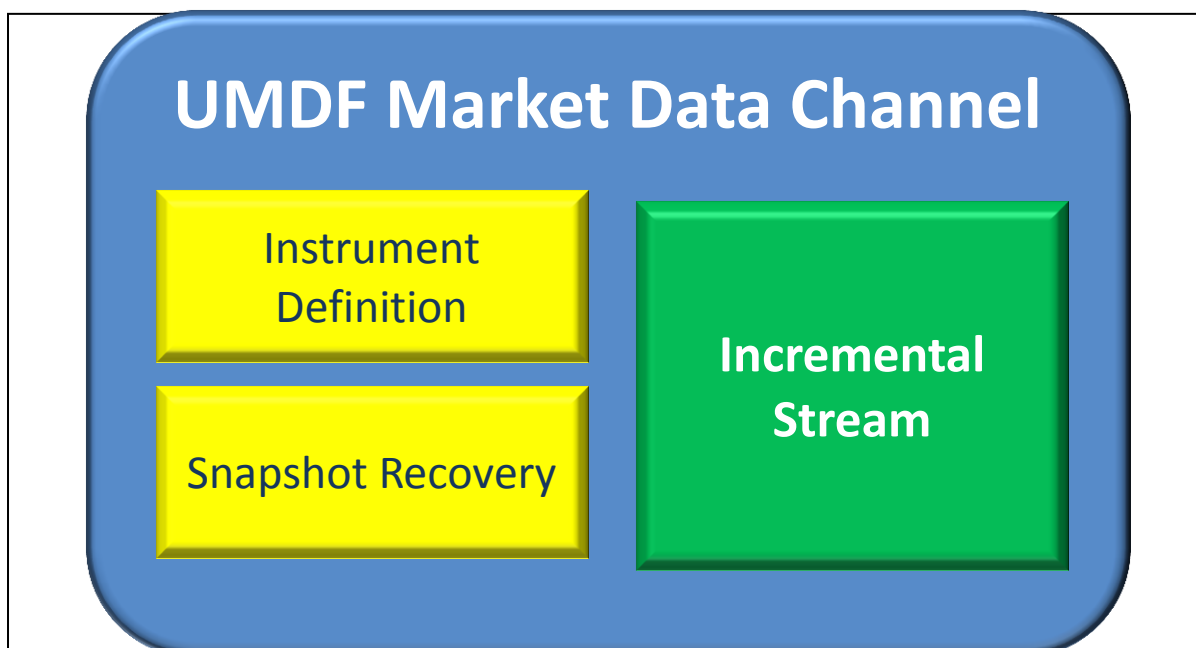 UMDF Market Data Channel
Instrument
Definition
Snapshot Recovery
Incremental
Stream